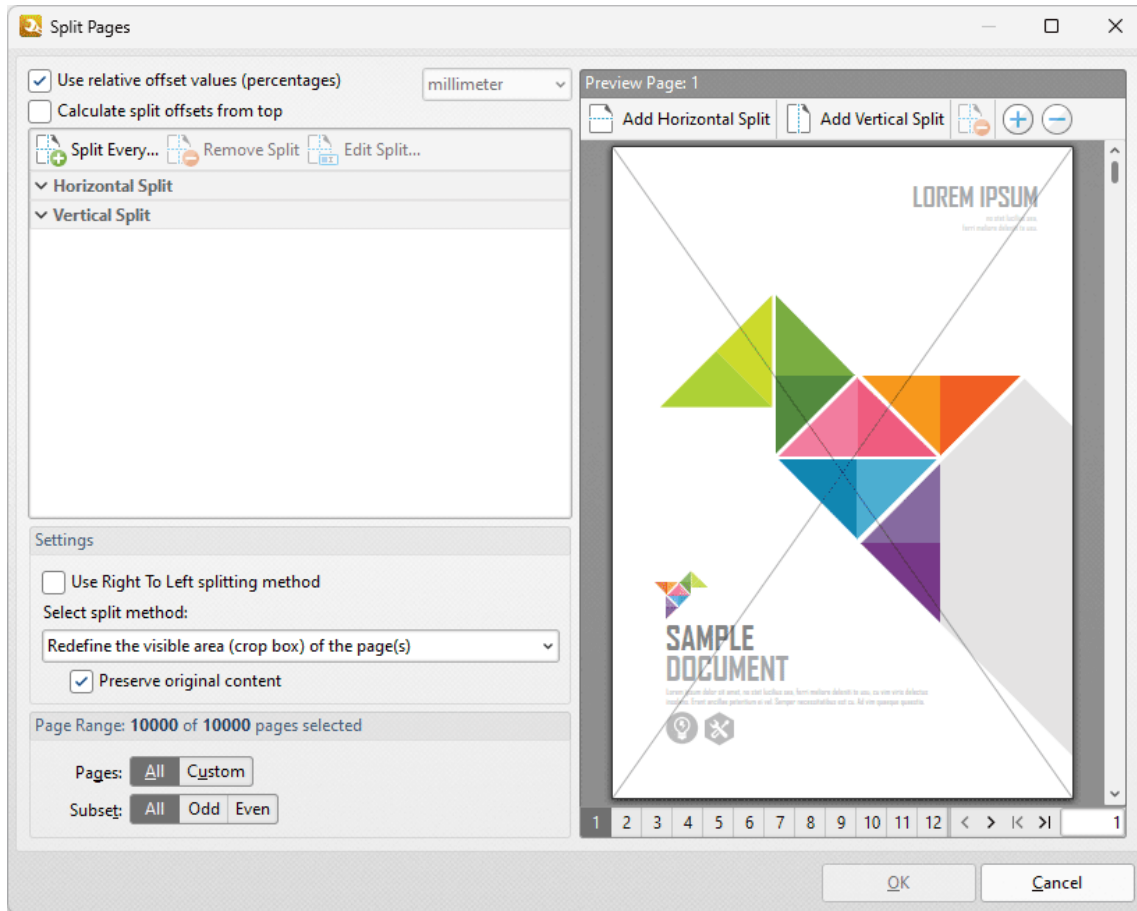 Split Pages
Use relative offset values (percentages)
millimeter
Calculate split offsets from top
Split Every...
Remove Split
Edit Split...
Horizontal Split
Vertical Split
Settings
Use Right To Left splitting method
Select split method:
Redefine the visible area (crop box) of the page(s)
Preserve original content
Page Range: 10000 of 10000 pages selected
Pages: All Custom
Subset: All Odd Even
Preview Page: 1
Add Horizontal Split
Add Vertical Split
LOREM IPSUM
SAMPLE
DOCUMENT
1 2 3 4 5 6 7 8 9 10 11 12 1
OK
Cancel